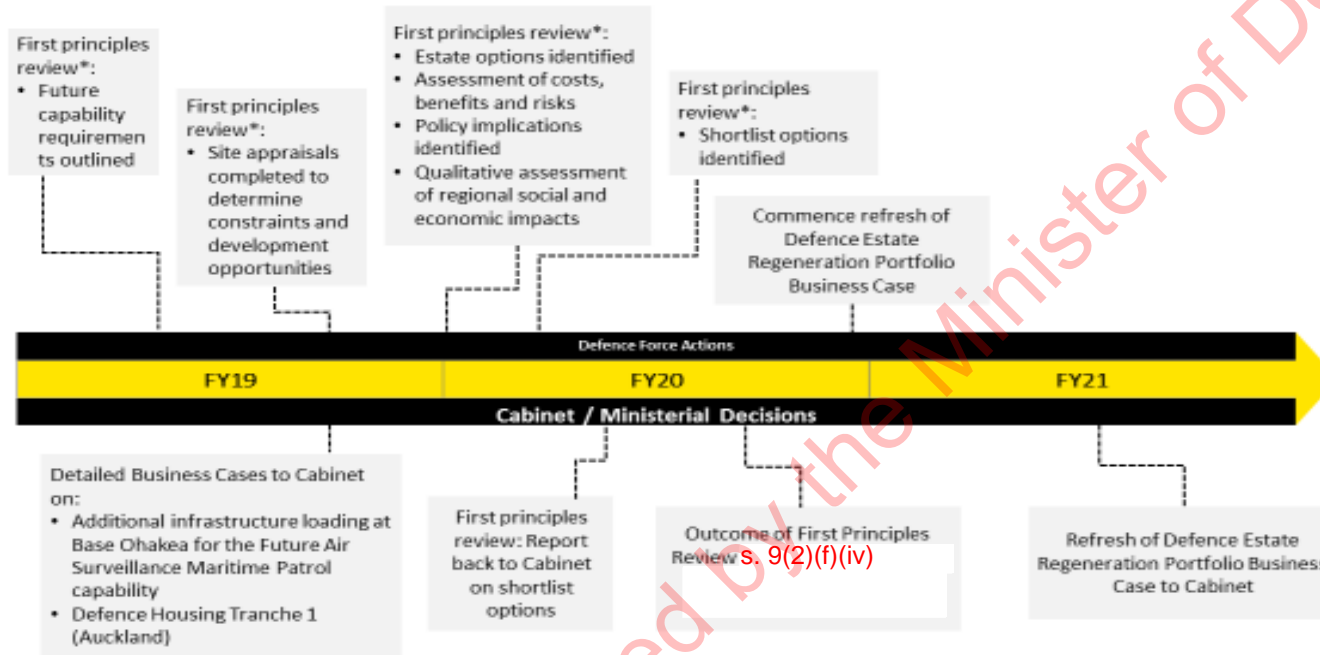 First principles
review*:
• Future
capability
requiremen
ts outlined
First principles
review*:
• Site appraisals
completed to
determine
constraints and
development
opportunities
First principles review*:
• Estate options identified
• Assessment of costs,
benefits and risks
• Policy implications
identified
• Qualitative assessment
of regional social and
economic impacts
First principles
review*:
• Shortlist options
identified
Commence refresh of
Defence Estate
Regeneration Portfolio
Business Case
Defence Force Actions
FY19 FY20 FY21
Cabinet / Ministerial Decisions
Detailed Business Cases to Cabinet
on:
• Additional infrastructure loading at
Base Ohakea for the Future Air
Surveillance Maritime Patrol
capability
• Defence Housing Tranche 1
(Auckland)
First principles
review: Report
back to Cabinet
on shortlist
options
Outcome of First Principles
Review s. 9(2)(f)(iv)
Refresh of Defence Estate
Regeneration Portfolio Business
Case to Cabinet
ed by the Minister of D